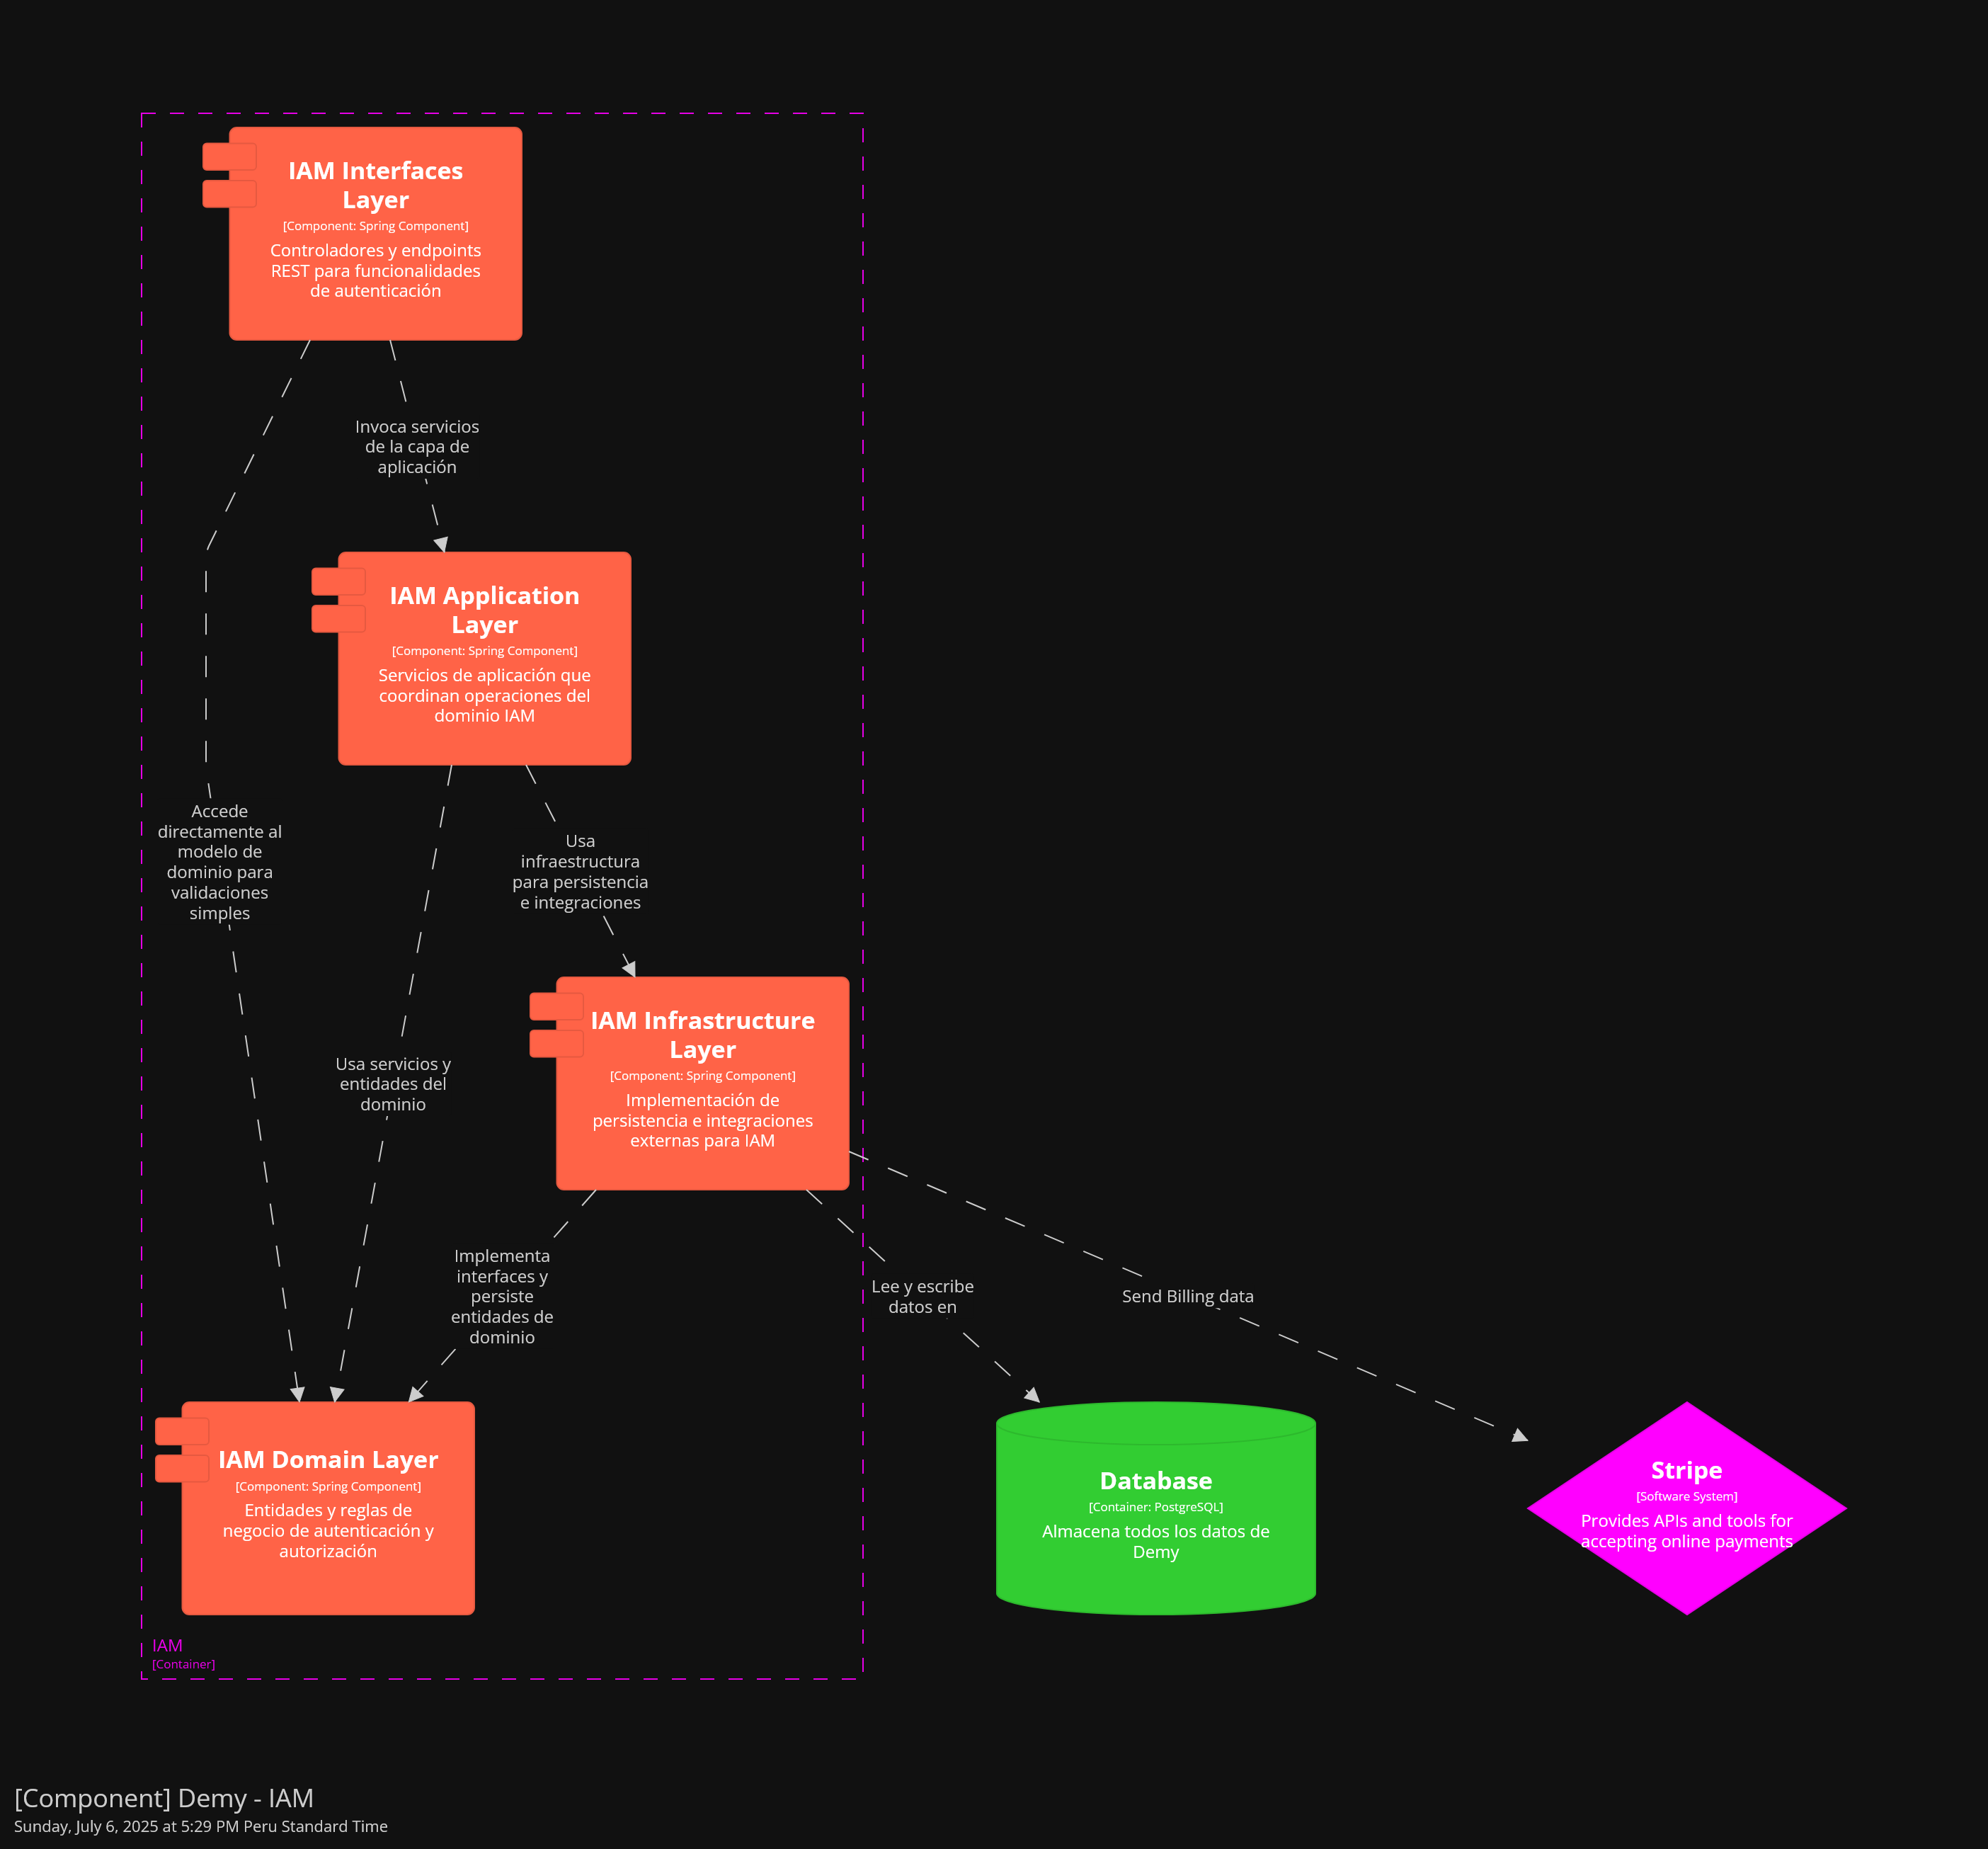 IAM Interfaces
Layer
[Component: Spring Component]
Controladores y endpoints
REST para funcionalidades
de autenticación
Invoca servicios
de la capa de
aplicación
IAM Application
Layer
[Component: Spring Component]
Servicios de aplicación que
coordinan operaciones del
dominio IAM
Accede
directamente al
modelo de
dominio para
validaciones
simples
Usa
infraestructura
para persistencia
e integraciones
IAM Infrastructure
Layer
[Component: Spring Component]
Implementación de
persistencia e integraciones
externas para IAM
Usa servicios y
entidades del
dominio
Implementa
interfaces y
persiste
entidades de
dominio
Lee y escribe
datos en
Send Billing data
IAM Domain Layer
[Component: Spring Component]
Entidades y reglas de
negocio de autenticación y
autorización
Database
[Container: PostgreSQL]
Almacena todos los datos de
Demy
Stripe
[Software System]
Provides APIs and tools for
accepting online payments
IAM
[Container]
[Component] Demy - IAM
Sunday, July 6, 2025 at 5:29 PM Peru Standard Time